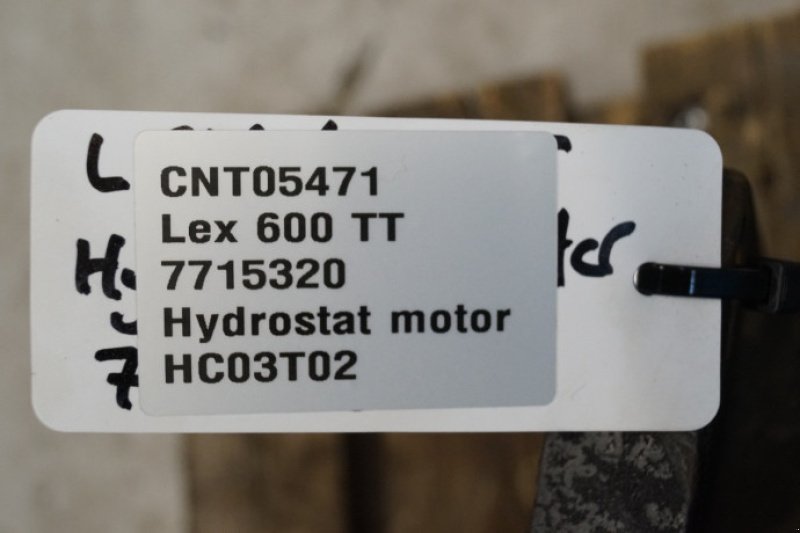 CNT05471
Lex 600 TT
7715320
Hydrostat motor
HC03T02